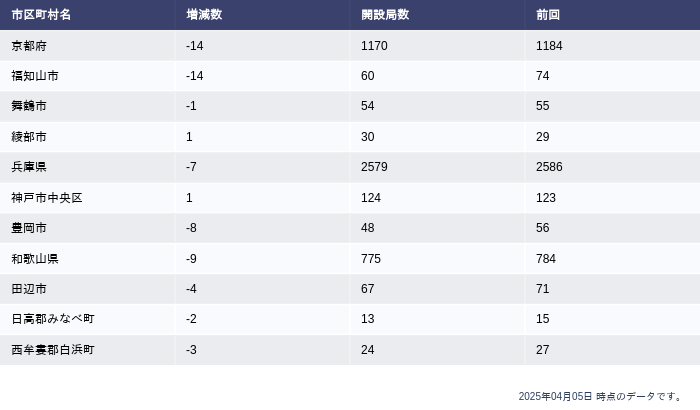 市区町村名 増減数 開設局数 前回
京都府 -14 1170 1184
福知山市 -14 60 74
舞鶴市 -1 54 55
綾部市 1 30 29
兵庫県 -7 2579 2586
神戸市中央区 1 124 123
豊岡市 -8 48 56
和歌山県 -9 775 784
田辺市 -4 67 71
日高郡みなべ町 -2 13 15
西牟婁郡白浜町 -3 24 27
2025年04月05日 時点のデータです。